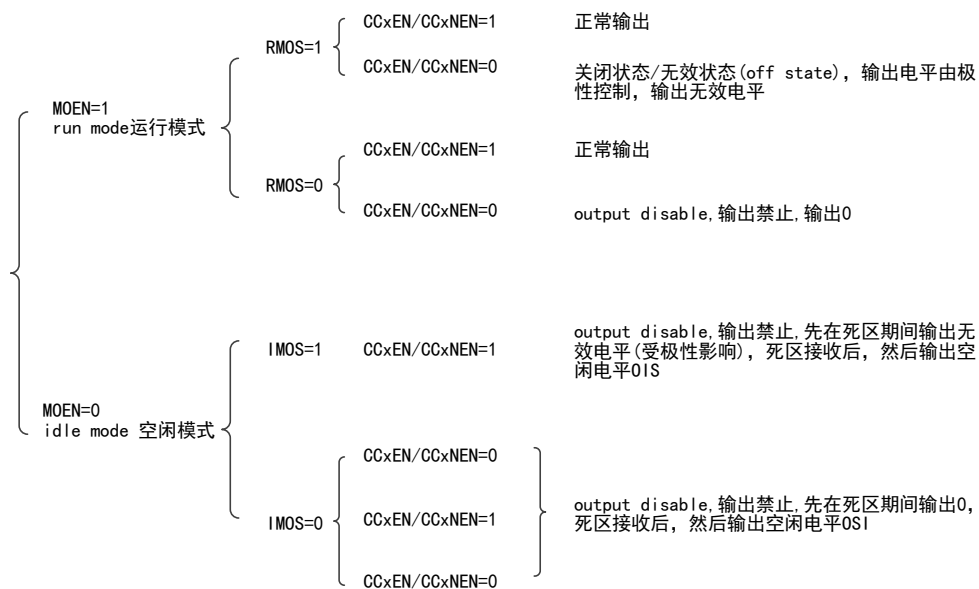 CCxEN/CCxNEN=1 正常输出
RMOS=1
CCxEN/CCxNEN=0 关闭状态/无效状态(off state), 输出电平由极
性控制, 输出无效电平
MOEN=1
run mode运行模式
CCxEN/CCxNEN=1 正常输出
RMOS=0
CCxEN/CCxNEN=0 output disable,输出禁止,输出0
output disable,输出禁止,先在死区期间输出无
IMOS=1 CCxEN/CCxNEN=1 效电平(受极性影响), 死区接收后, 然后输出空
闲电平OIS
MOEN=0
idle mode 空闲模式
CCxEN/CCxNEN=0
output disable,输出禁止,先在死区期间输出0,
IMOS=0 CCxEN/CCxNEN=1 死区接收后, 然后输出空闲电平OSI
CCxEN/CCxNEN=0